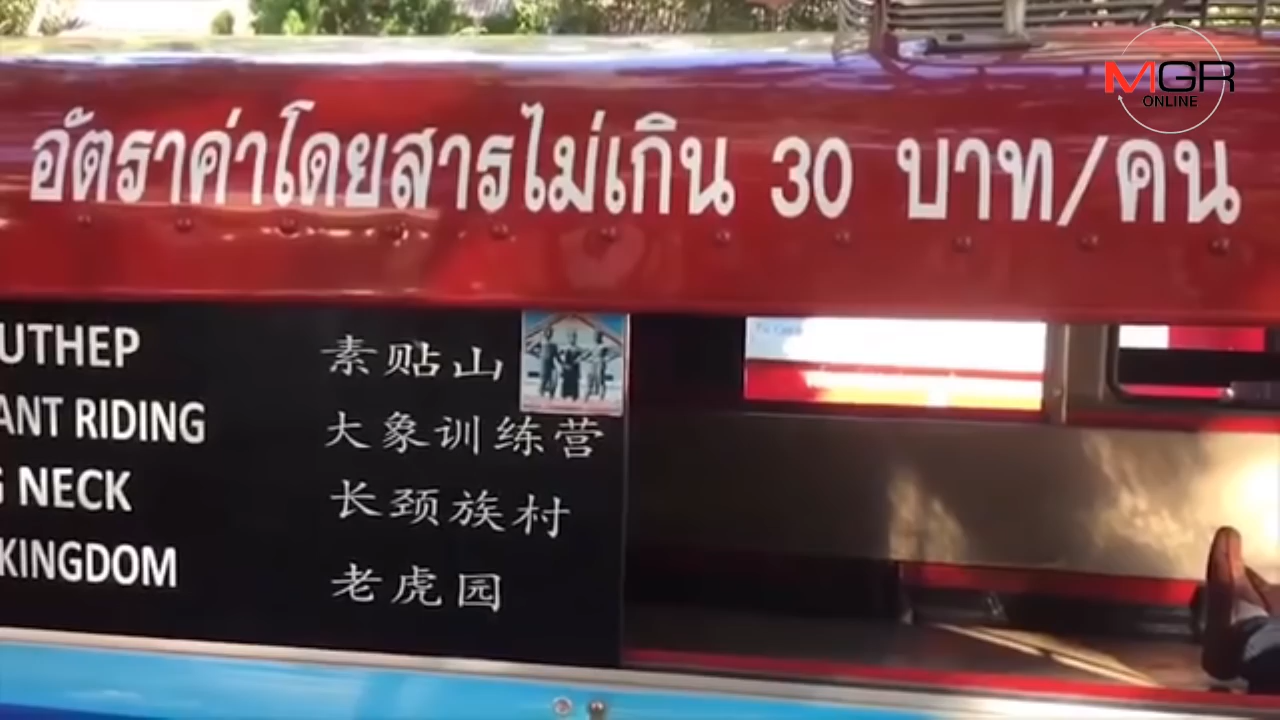 MGR
ONLINE
อัตราค่าโดยสารไม่เกิน 30 บาท/คน
UTHEP 素贴山
ANT RIDING 大象训练营
NECK 长颈族村
KINGDOM 老虎园